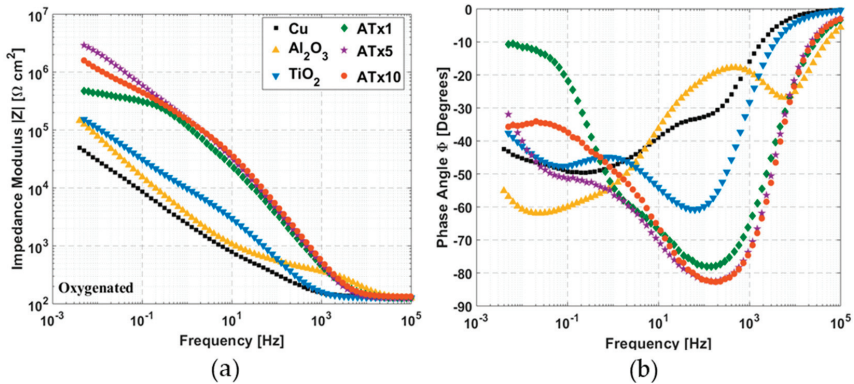 10^7
10^6
10^5
10^4
10^3
10^2
Impedance Modulus |Z| [Ω cm²]
Cu
Al₂O₃
TiO₂
ATx1
ATx5
ATx10
Oxygenated
10^-3
10^-1
10^1
10^3
10^5
Frequency [Hz]
(a)
0
-10
-20
-30
-40
-50
-60
-70
-80
-90
Phase Angle Φ [Degrees]
10^-3
10^-1
10^1
10^3
10^5
Frequency [Hz]
(b)